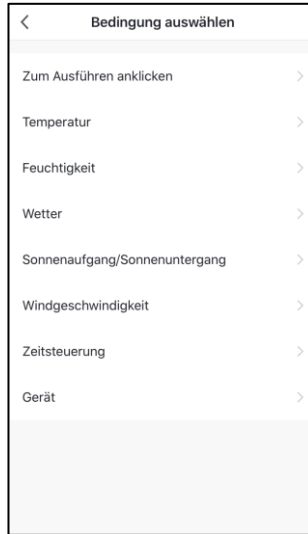 Bedingung auswählen
Zum Ausführen anklicken
Temperatur
Feuchtigkeit
Wetter
Sonnenaufgang/Sonnenuntergang
Windgeschwindigkeit
Zeitsteuerung
Gerät